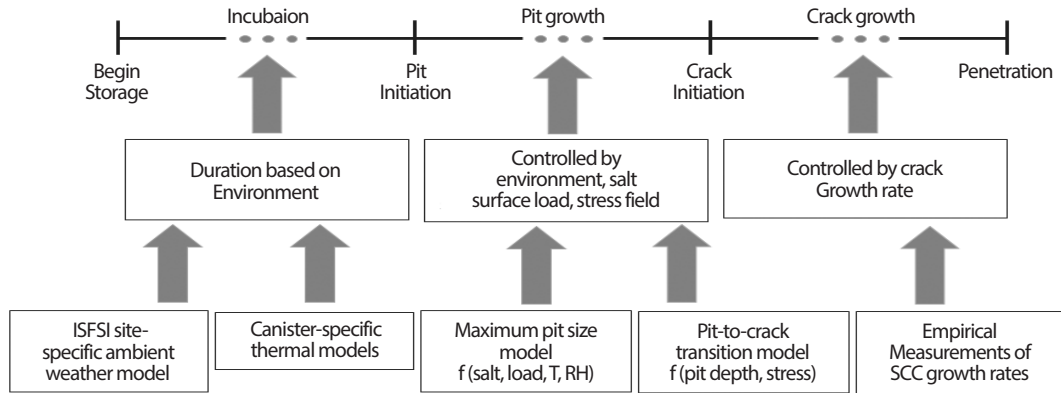 Incubaion
Pit growth
Crack growth
Begin
Storage
Pit
Initiation
Crack
Initiation
Penetration
Duration based on
Environment
Controlled by
environment, salt
surface load, stress field
Controlled by crack
Growth rate
ISFSI site-
specific ambient
weather model
Canister-specific
thermal models
Maximum pit size
model
f (salt, load, T, RH)
Pit-to-crack
transition model
f (pit depth, stress)
Empirical
Measurements of
SCC growth rates